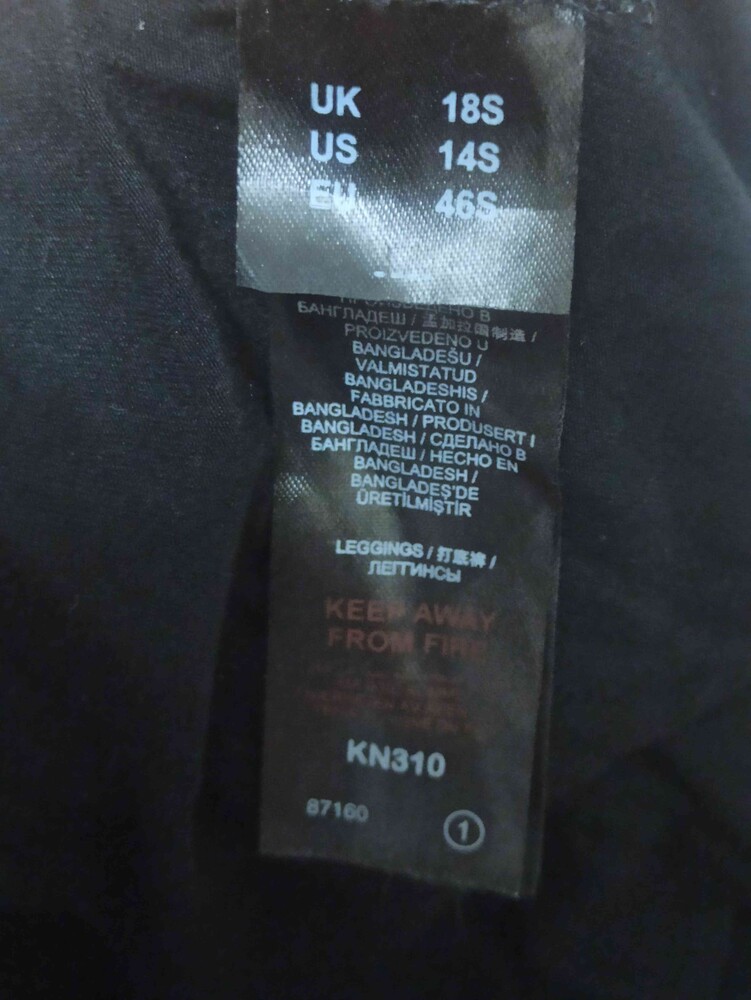 UK 18S
US 14S
EU 46S
БАНГЛАДЕШ / 孟加拉国制造 /
PROIZVEDENO U
BANGLADEŠU /
VALMISTATUD
BANGLADESHIS /
FABBRICATO IN
BANGLADESH / PRODUSERT I
BANGLADESH / СДЕЛАНО В
БАНГЛАДЕШ / HECHO EN
BANGLADESH /
BANGLADEŞ'DE
ÜRETİLMİŞTİR
LEGGINGS / 打底裤 /
ЛЕГГИНСЫ
KEEP AWAY
FROM FIRE
KN310
87160 1